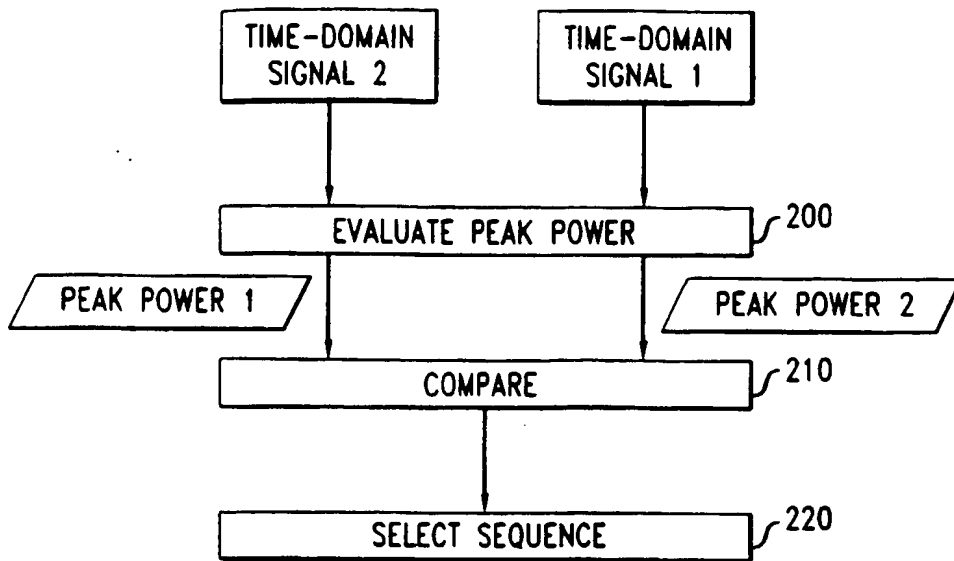 TIME-DOMAIN
SIGNAL 2
TIME-DOMAIN
SIGNAL 1
EVALUATE PEAK POWER
200
PEAK POWER 1
PEAK POWER 2
COMPARE
210
SELECT SEQUENCE
220